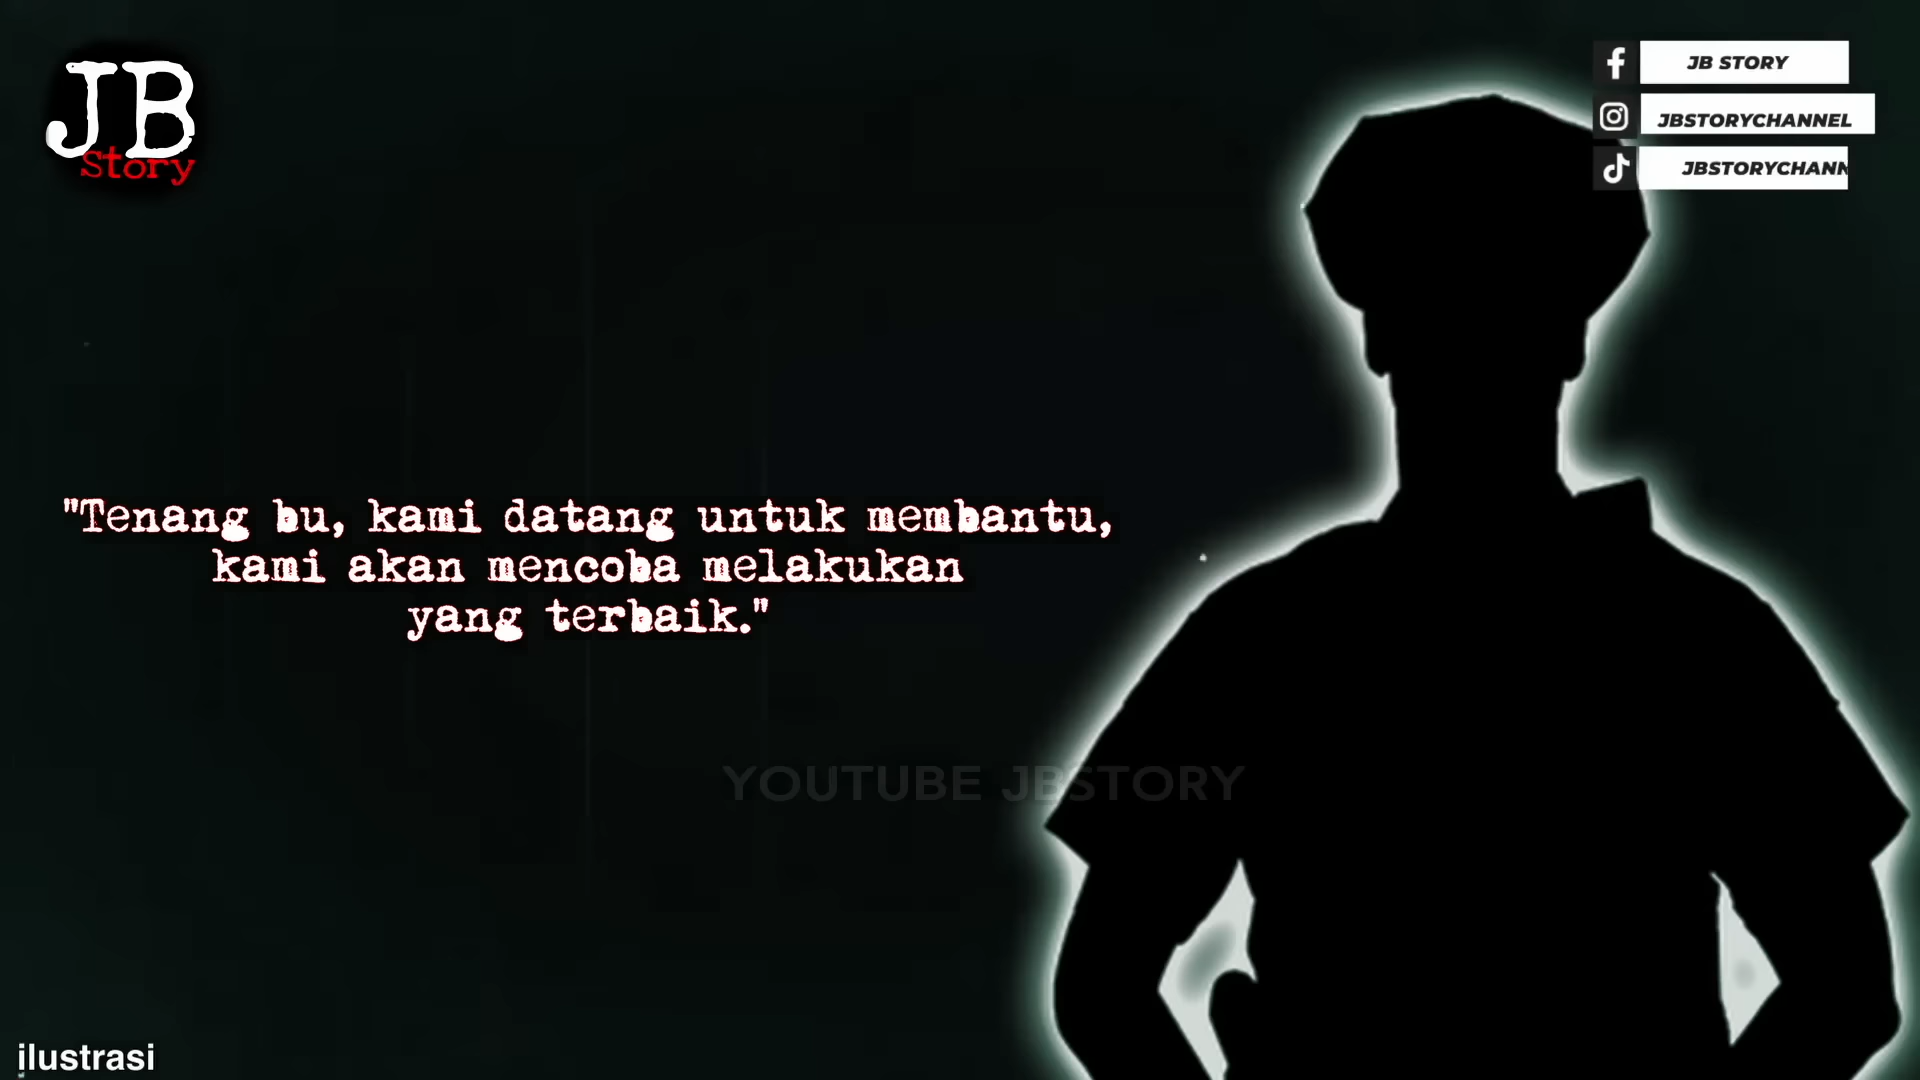 JB
Story
JB STORY
JBSTORYCHANNEL
JBSTORYCHANN
"Tenang bu, kami datang untuk membantu,
kami akan mencoba melakukan
yang terbaik."
YOUTUBE JBSTORY
ilustrasi